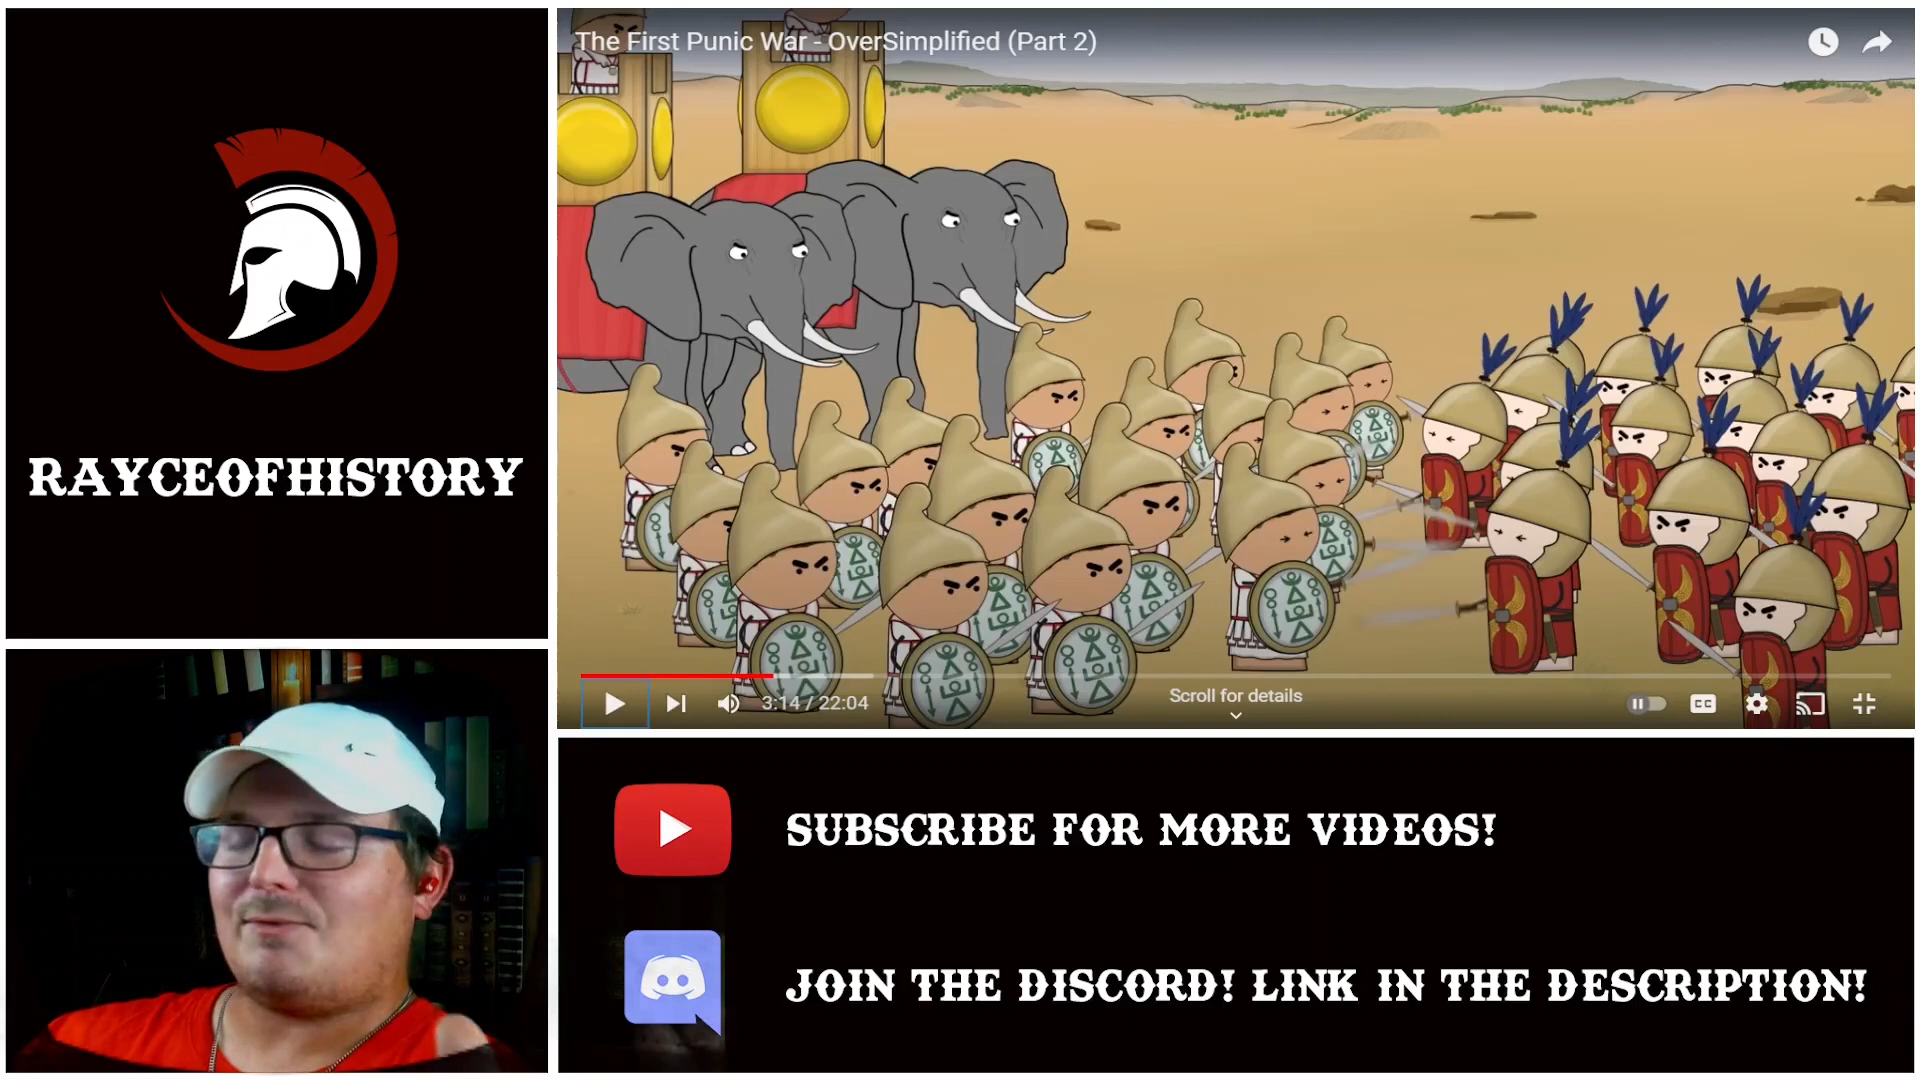 The First Punic War - OverSimplified (Part 2)
RAYCEOFHISTORY
3:14 / 22:04
Scroll for details
CC
SUBSCRIBE FOR MORE VIDEOS!
JOIN THE DISCORD! LINK IN THE DESCRIPTION!